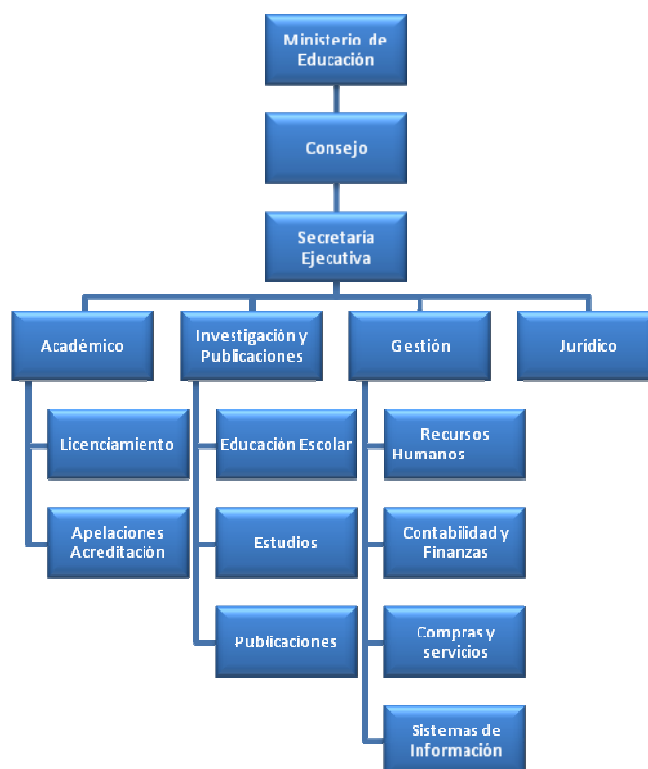 Ministerio de
Educación
Consejo
Secretaría
Ejecutiva
Académico
Investigación y
Publicaciones
Gestión
Jurídico
Licenciamiento
Educación Escolar
Recursos
Humanos
Apelaciones
Acreditación
Estudios
Contabilidad y
Finanzas
Publicaciones
Compras y
servicios
Sistemas de
Información